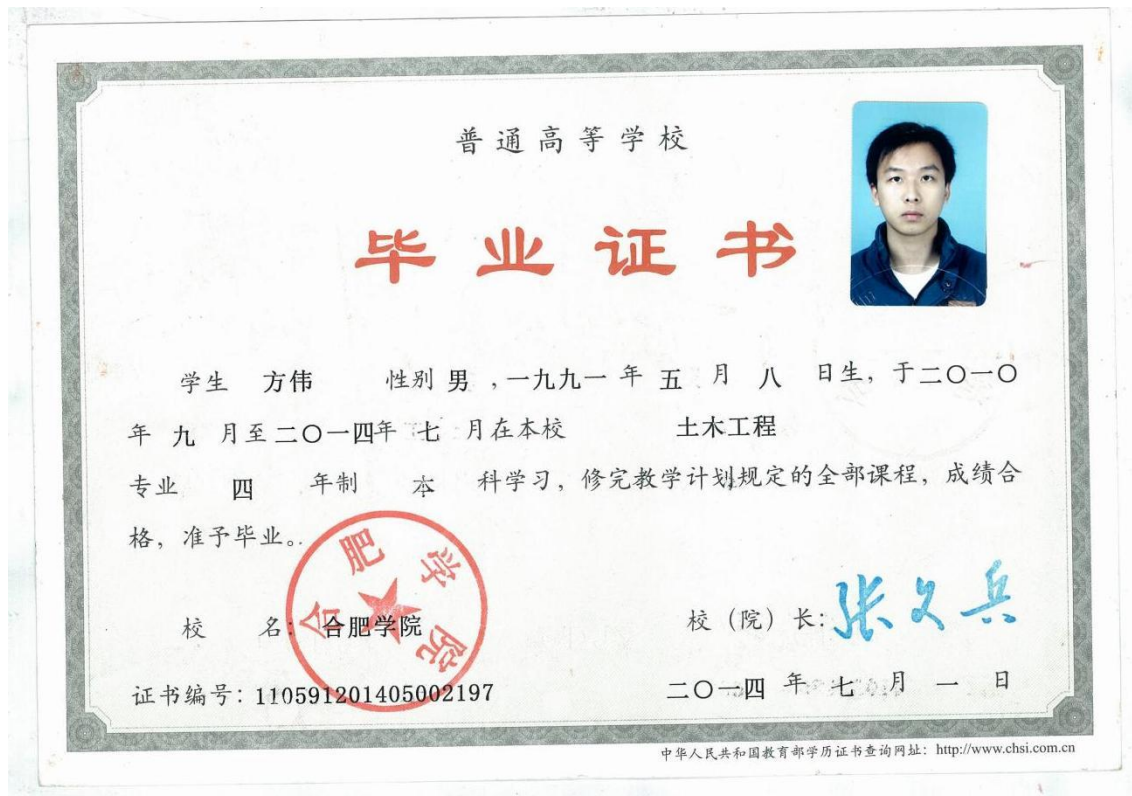 普通高等学校
毕业证书
学生 方伟 性别 男 ，一九九一 年 五 月 八 日生，于二〇一〇
年 九 月至二〇一四年 七 月在本校 土木工程
专业 四 年制 本 科学习，修完教学计划规定的全部课程，成绩合
格，准予毕业。
合肥学院
校 名：合肥学院 校（院）长：张文兵
证书编号：110591201405002197 二〇一四 年 七 月 一 日
中华人民共和国教育部学历证书查询网址：http://www.chsi.com.cn